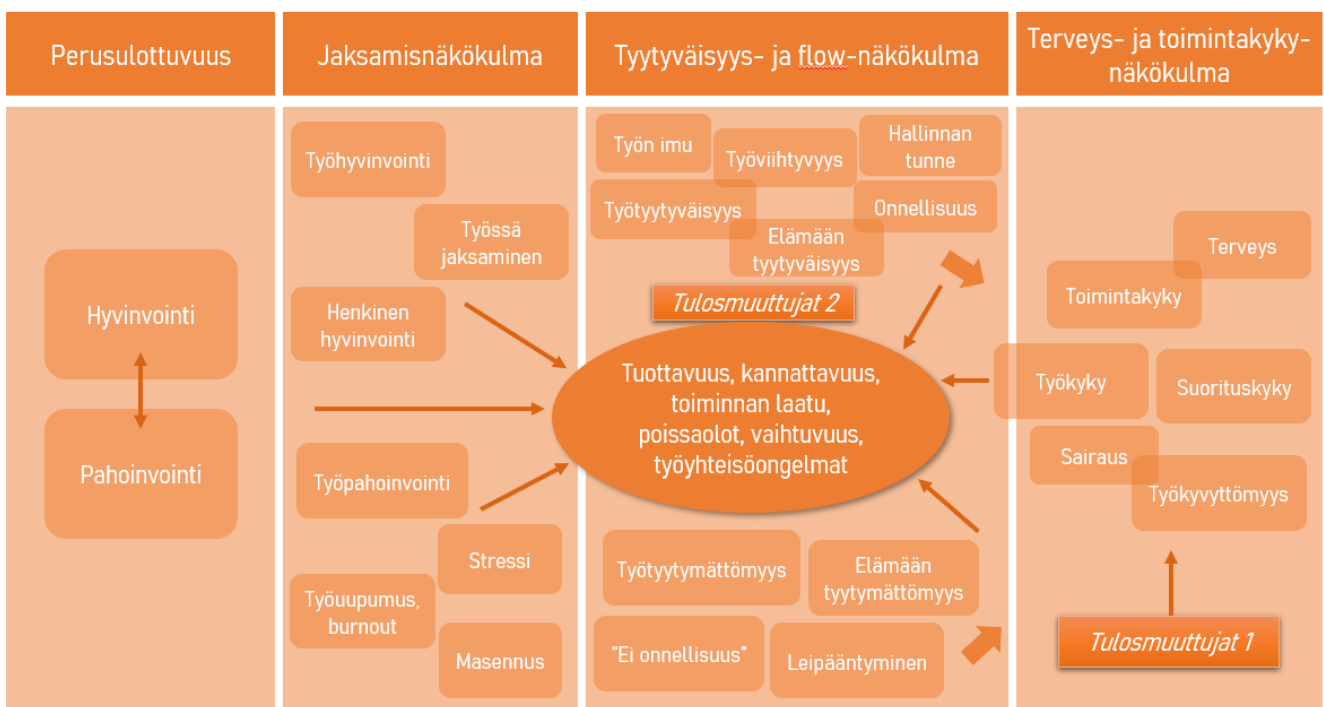 Perusulottuvuus
Jaksamisnäkökulma
Tyytyväisyys- ja flow-näkökulma
Terveys- ja toimintakyky-
näkökulma
Hyvinvointi
Pahoinvointi
Työhyvinvointi
Työssä
jaksaminen
Henkinen
hyvinvointi
Työpahoinvointi
Stressi
Työuupumus,
burnout
Masennus
Työn imu
Työviihtyvyys
Hallinnan
tunne
Työtyytyväisyys
Onnellisuus
Elämään
tyytyväisyys
Tulosmuuttujat 2
Tuottavuus, kannattavuus,
toiminnan laatu,
poissaolot, vaihtuvuus,
työyhteisöongelmat
Työtyytymättömyys
Elämään
tyytymättömyys
"Ei onnellisuus"
Leipääntyminen
Terveys
Toimintakyky
Työkyky
Suorituskyky
Sairaus
Työkyvyttömyys
Tulosmuuttujat 1